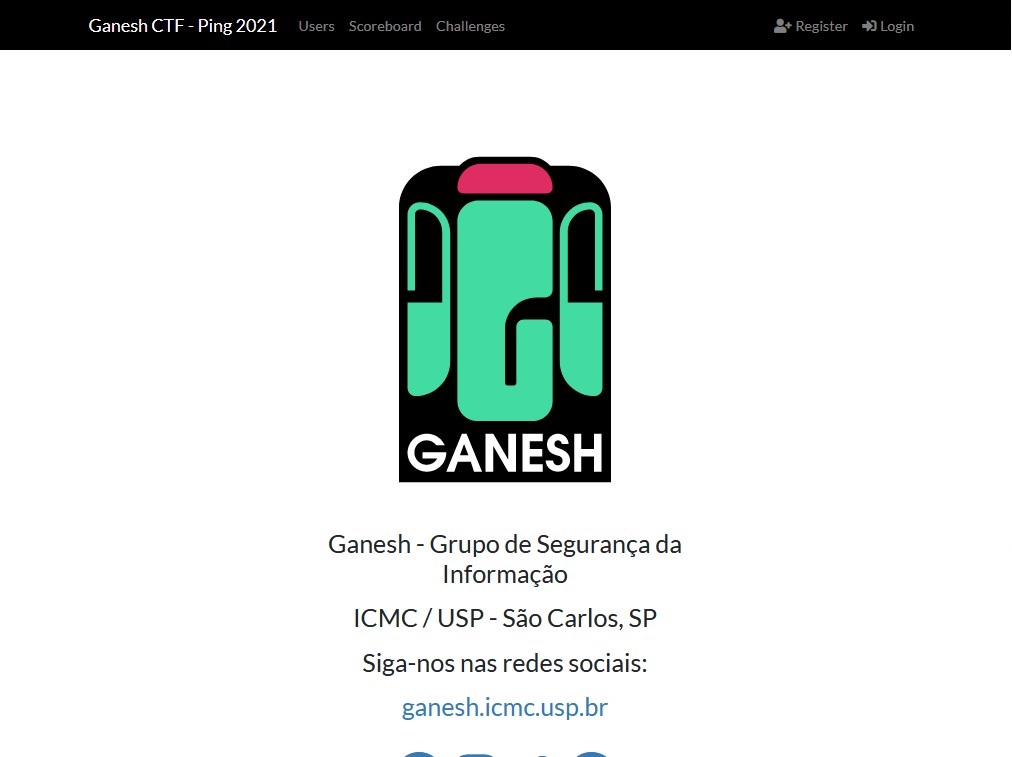 Ganesh CTF - Ping 2021 Users Scoreboard Challenges Register Login
GANESH
Ganesh - Grupo de Segurança da
Informação
ICMC / USP - São Carlos, SP
Siga-nos nas redes sociais:
ganesh.icmc.usp.br